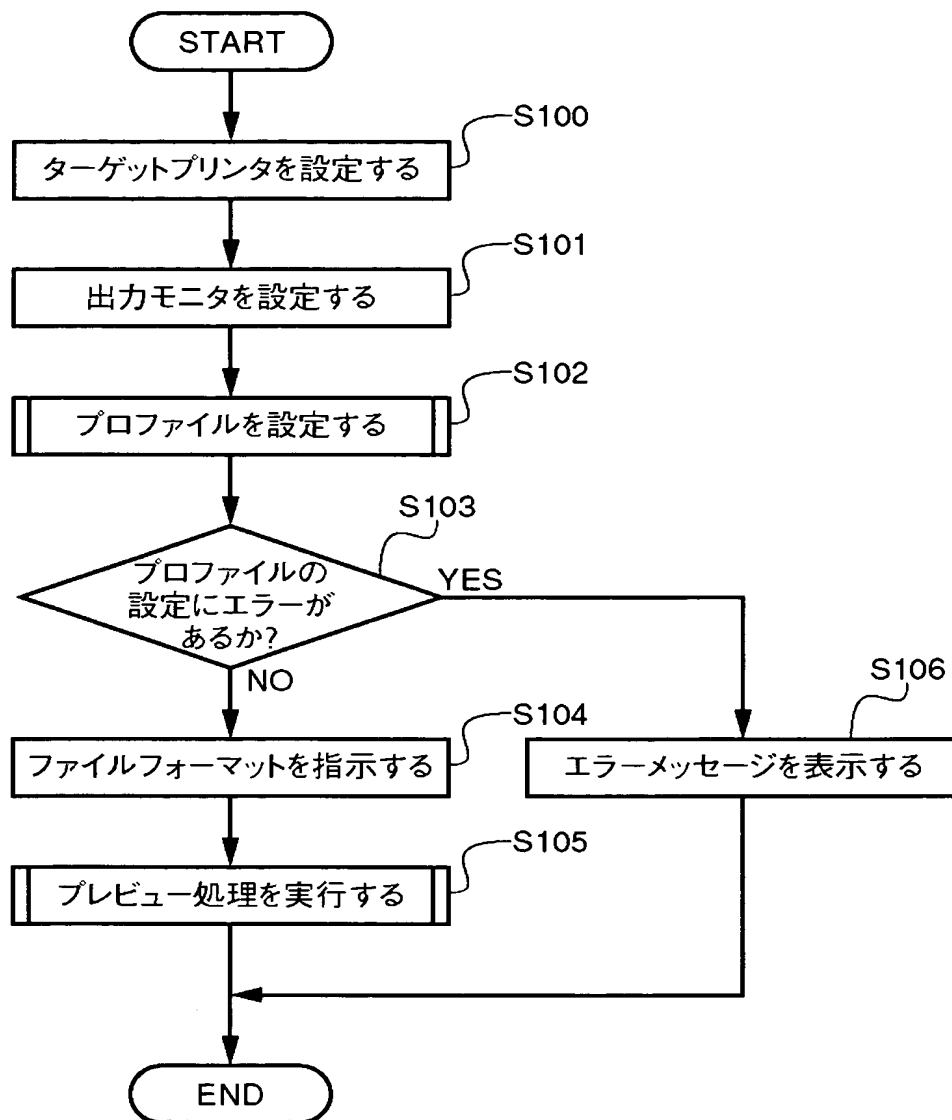 START
S100
ターゲットプリンタを設定する
S101
出力モニタを設定する
S102
プロファイルを設定する
S103
プロファイルの
設定にエラーが
あるか?
YES
NO
S104
ファイルフォーマットを指示する
S106
エラーメッセージを表示する
S105
プレビュー処理を実行する
END